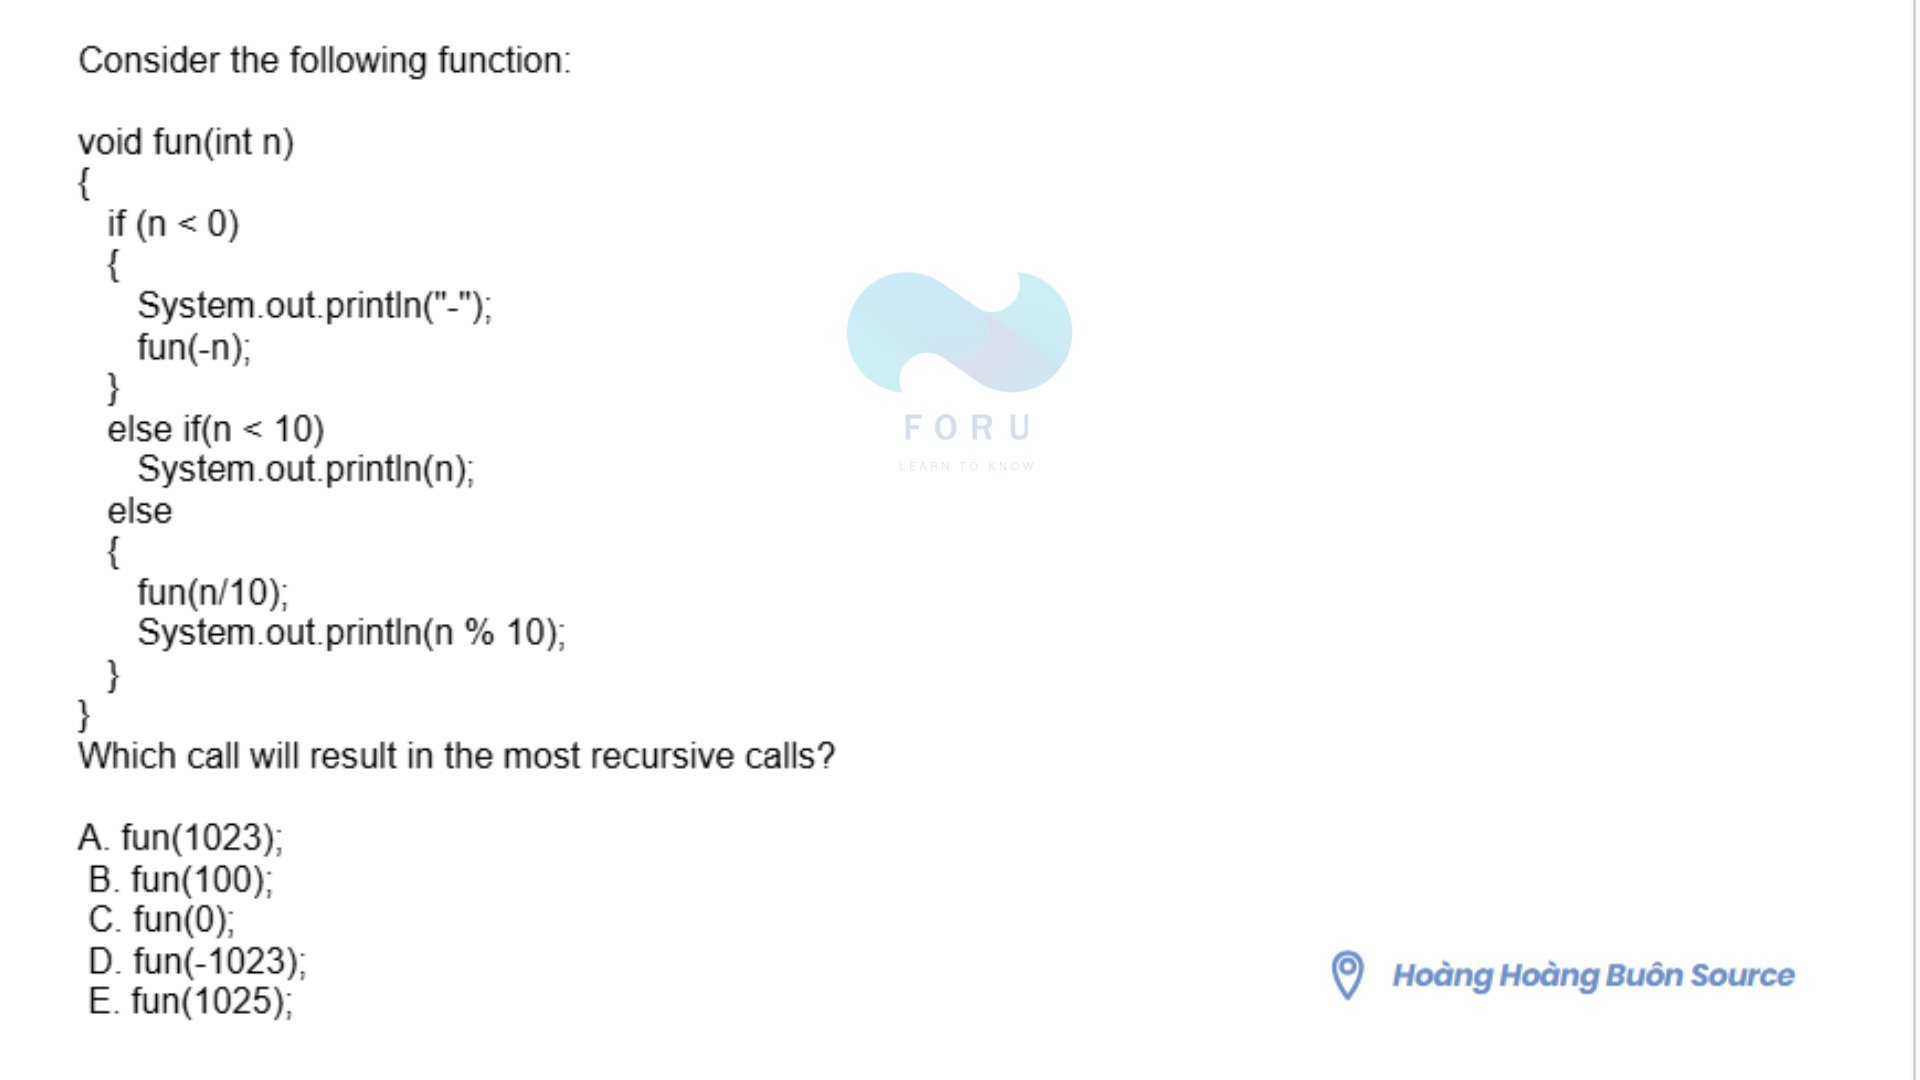 Consider the following function:
void fun(int n)
{
if (n < 0)
{
System.out.println("-");
fun(-n);
}
else if(n < 10)
System.out.println(n);
else
{
fun(n/10);
System.out.println(n % 10);
}
}
Which call will result in the most recursive calls?
A. fun(1023);
B. fun(100);
C. fun(0);
D. fun(-1023);
E. fun(1025);
FORU
LEARN TO KNOW
Hoàng Hoàng Buôn Source